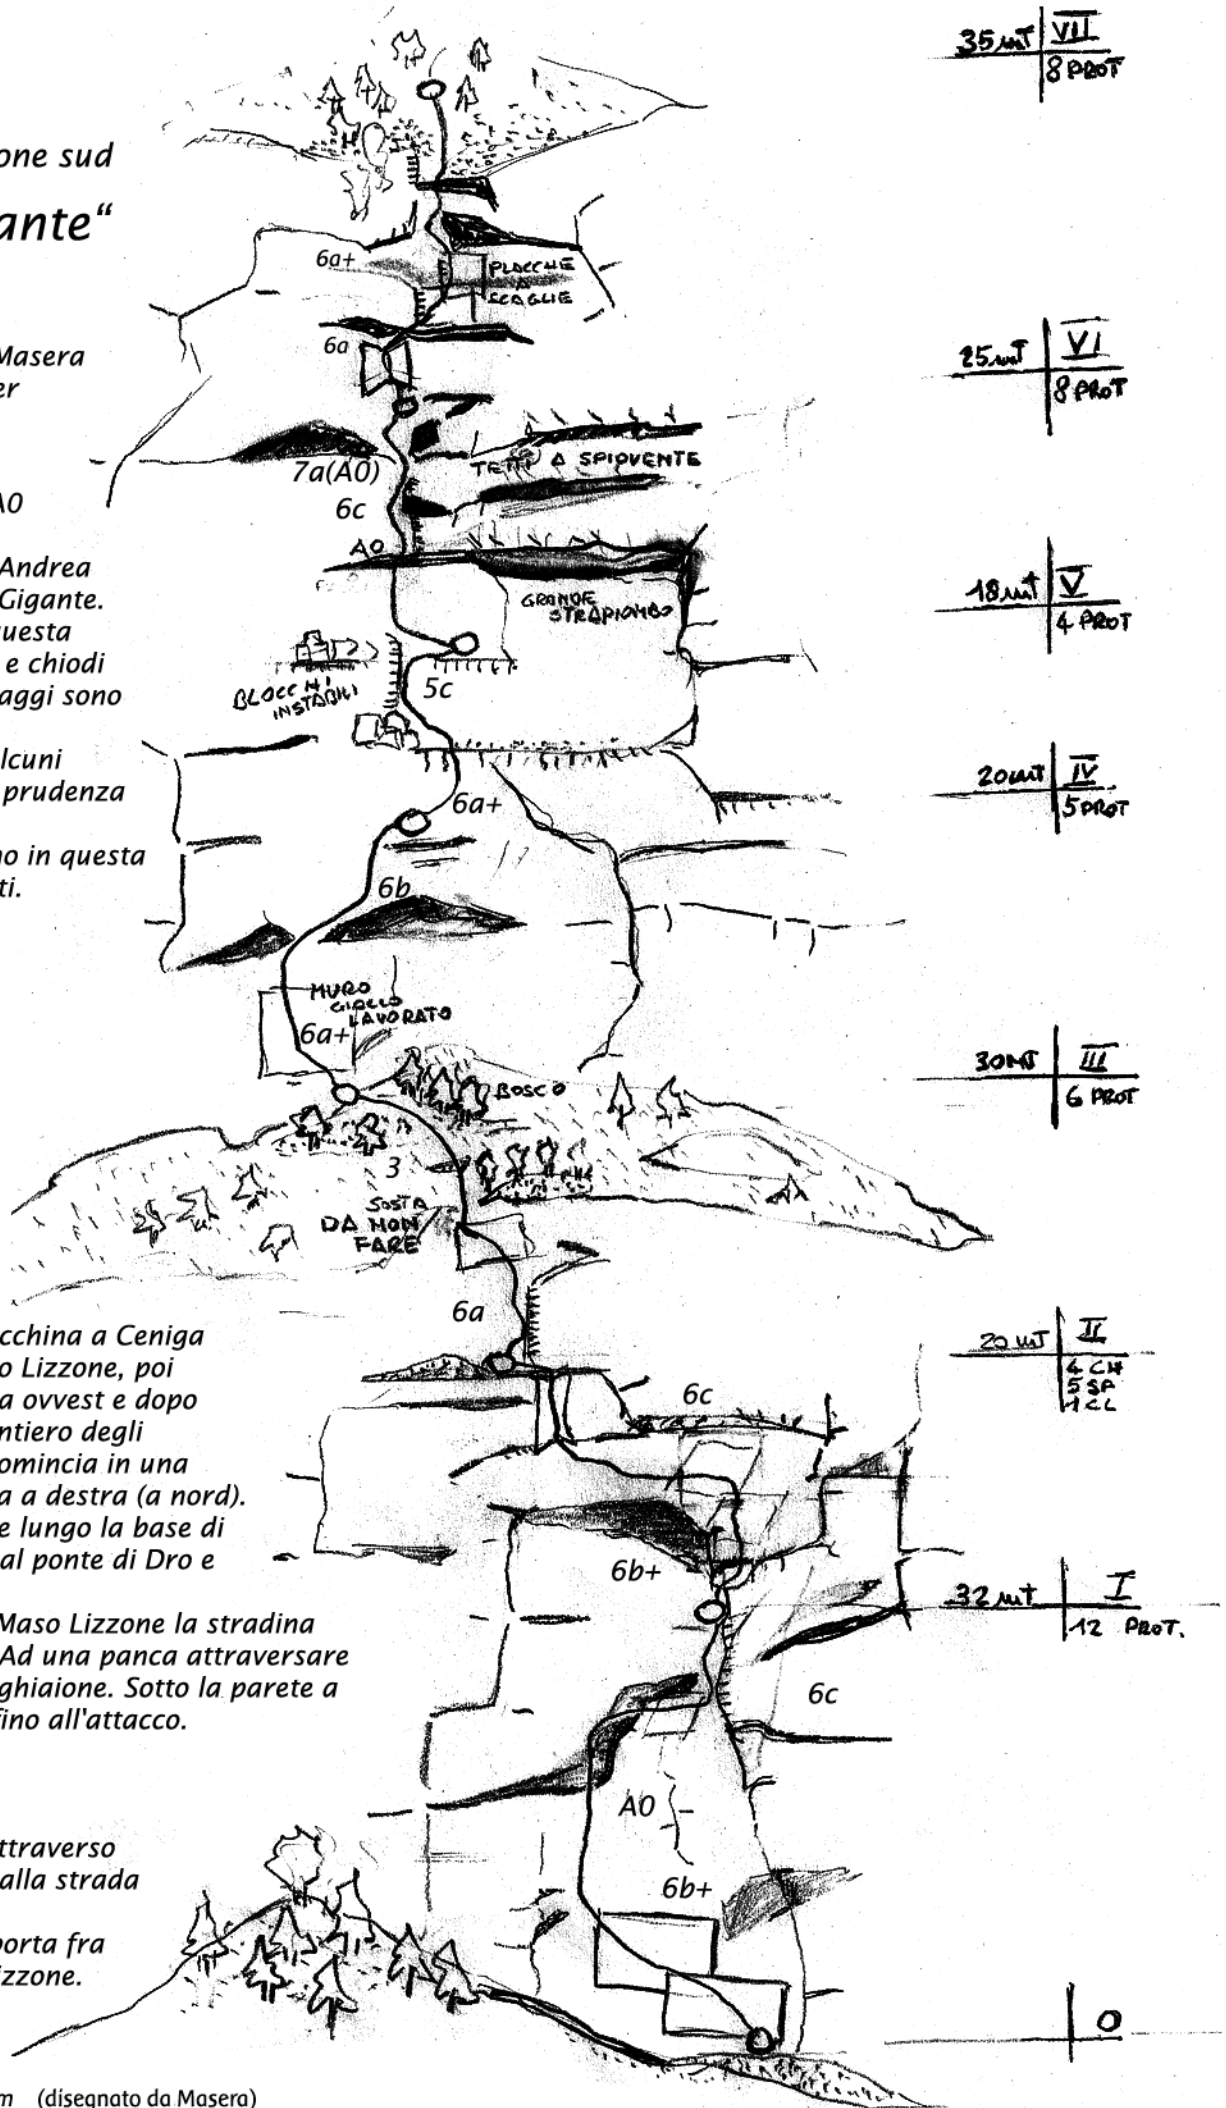 one sud
ante“
Masera
er
A0
Andrea
Gigante.
uesta
e chiodi
aggi sono
lcuni
prudenza
no in questa
ti.
cchina a Ceniga
o Lizzone, poi
a ovvest e dopo
ntiero degli
omincia in una
a a destra (a nord).
e lungo la base di
al ponte di Dro e
Maso Lizzone la stradina
Ad una panca attraversare
ghiaione. Sotto la parete a
fino all'attacco.
ttraverso
alla strada
porta fra
izzone.
m (disegnato da Masera)
6a+
PLACCHE
A
SCAGLIE
6a
7a(A0)
TETTI A SPIOVENTE
6c
A0
GRANDE
STRAPIOMBO
BLOCCHI
INSTABILI
5c
6a+
6b
MURO
GIALLO
LAVORATO
6a+
BOSCO
3
SOSTA
DA NON
FARE
6a
6c
6b+
6c
A0
6b+
35 mT VII
8 PROT
25 mT VI
8 PROT
18 mT V
4 PROT
20 mT IV
5 PROT
30 MT III
6 PROT
20 mT II
4 CH
5 SP
1 CL
32 mT I
12 PROT.
0